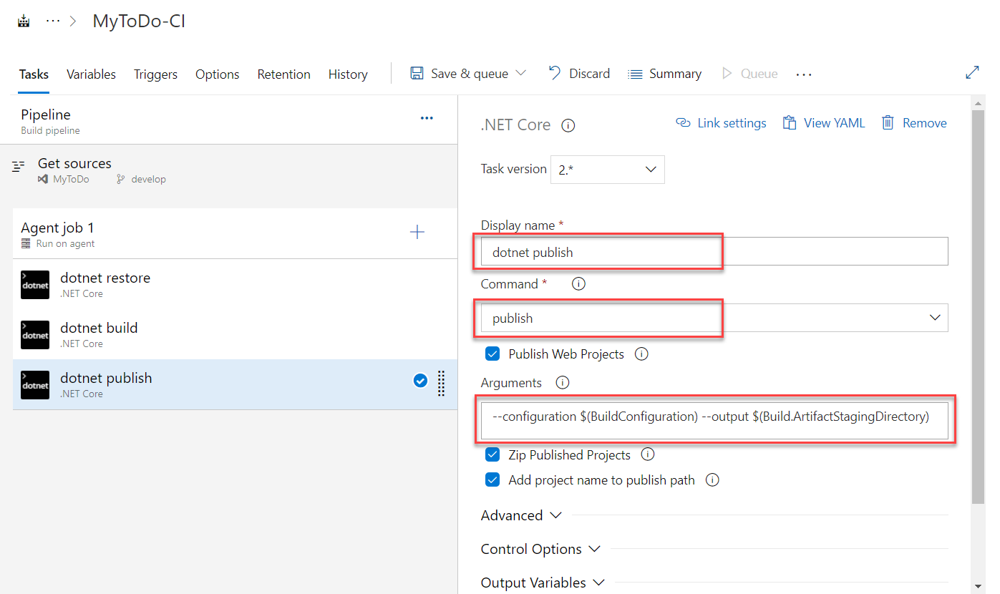 ··· > MyToDo-CI
Tasks Variables Triggers Options Retention History Save & queue Discard Summary Queue ···
Pipeline
Build pipeline
Get sources
MyToDo develop
Agent job 1
Run on agent
dotnet
dotnet restore
.NET Core
dotnet
dotnet build
.NET Core
dotnet
dotnet publish
.NET Core
.NET Core Link settings View YAML Remove
Task version 2.*
Display name *
dotnet publish
Command *
publish
Publish Web Projects
Arguments
--configuration $(BuildConfiguration) --output $(Build.ArtifactStagingDirectory)
Zip Published Projects
Add project name to publish path
Advanced
Control Options
Output Variables